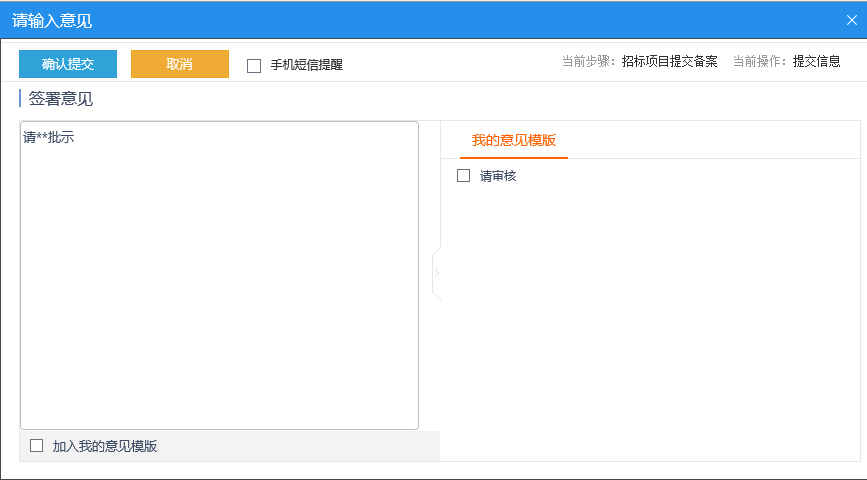 请输入意见
确认提交 取消 手机短信提醒 当前步骤：招标项目提交备案 当前操作：提交信息
签署意见
请**批示
我的意见模版
请审核
加入我的意见模版